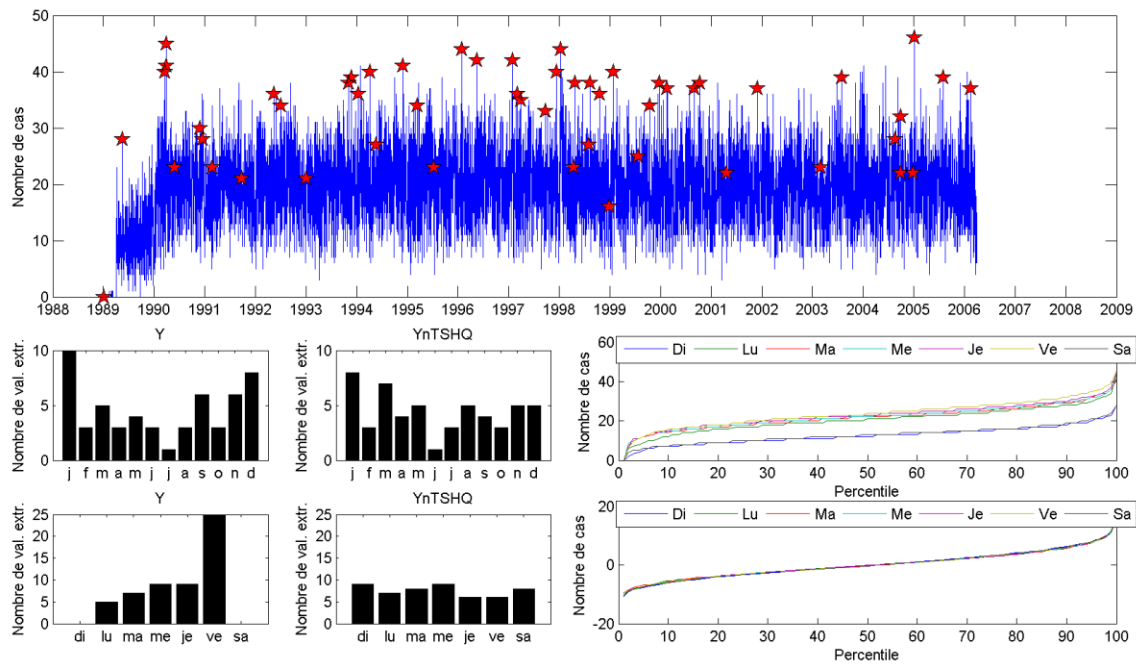 50
40
30
20
10
0
Nombre de cas
1988 1989 1990 1991 1992 1993 1994 1995 1996 1997 1998 1999 2000 2001 2002 2003 2004 2005 2006 2007 2008 2009
Y
10
5
0
Nombre de val. extr.
j f m a m j j a s o n d
YnTSHQ
10
5
0
Nombre de val. extr.
j f m a m j j a s o n d
60
40
20
0
Nombre de cas
Di Lu Ma Me Je Ve Sa
0 10 20 30 40 50 60 70 80 90 100
Percentile
Y
25
20
15
10
5
0
Nombre de val. extr.
di lu ma me je ve sa
YnTSHQ
25
20
15
10
5
0
Nombre de val. extr.
di lu ma me je ve sa
20
0
-20
Nombre de cas
Di Lu Ma Me Je Ve Sa
0 10 20 30 40 50 60 70 80 90 100
Percentile